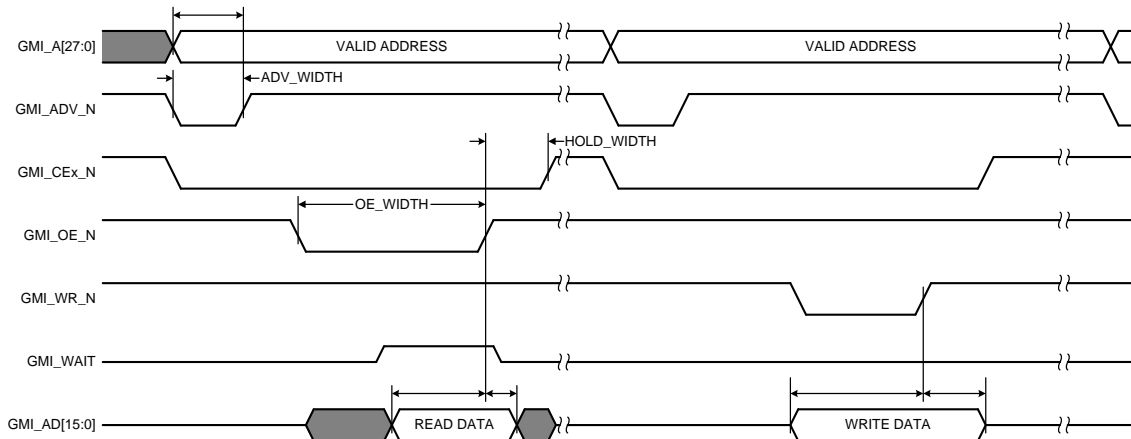 GMI_A[27:0]
VALID ADDRESS
VALID ADDRESS
ADV_WIDTH
GMI_ADV_N
HOLD_WIDTH
GMI_CEx_N
OE_WIDTH
GMI_OE_N
GMI_WR_N
GMI_WAIT
GMI_AD[15:0]
READ DATA
WRITE DATA